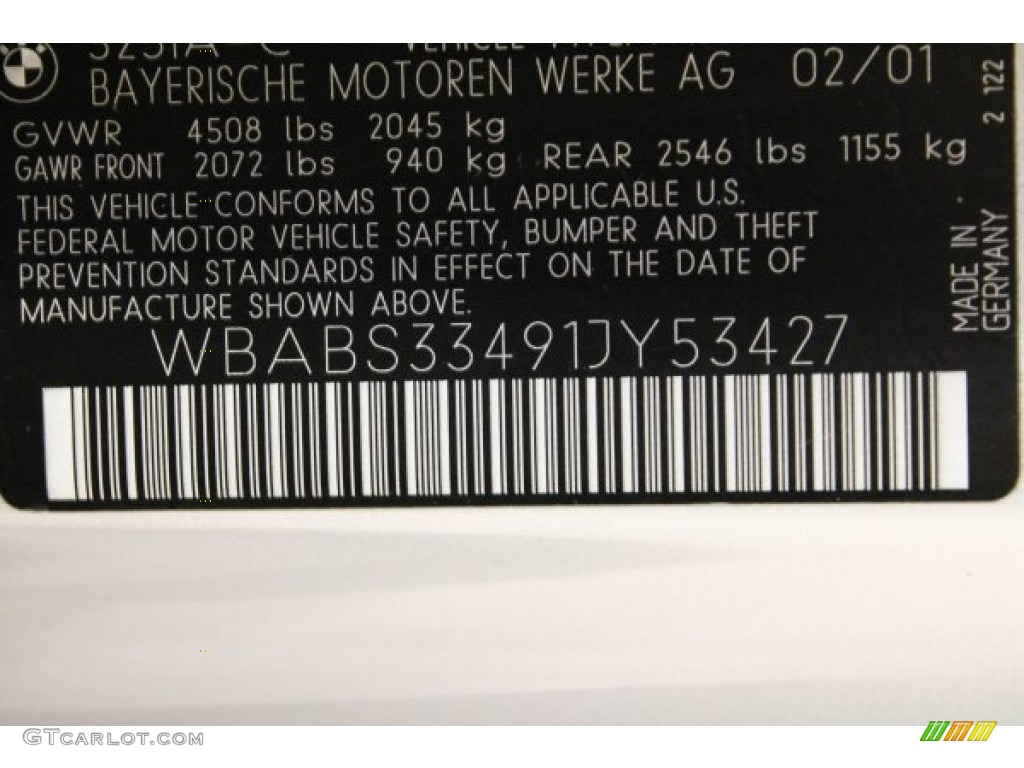 325IA-C
BAYERISCHE MOTOREN WERKE AG 02/01
GVWR 4508 lbs 2045 kg
GAWR FRONT 2072 lbs 940 kg REAR 2546 lbs 1155 kg
THIS VEHICLE CONFORMS TO ALL APPLICABLE U.S.
FEDERAL MOTOR VEHICLE SAFETY, BUMPER AND THEFT
PREVENTION STANDARDS IN EFFECT ON THE DATE OF
MANUFACTURE SHOWN ABOVE.
WBABS33491JY53427
2 122
MADE IN
GERMANY
GTCARLOT.COM